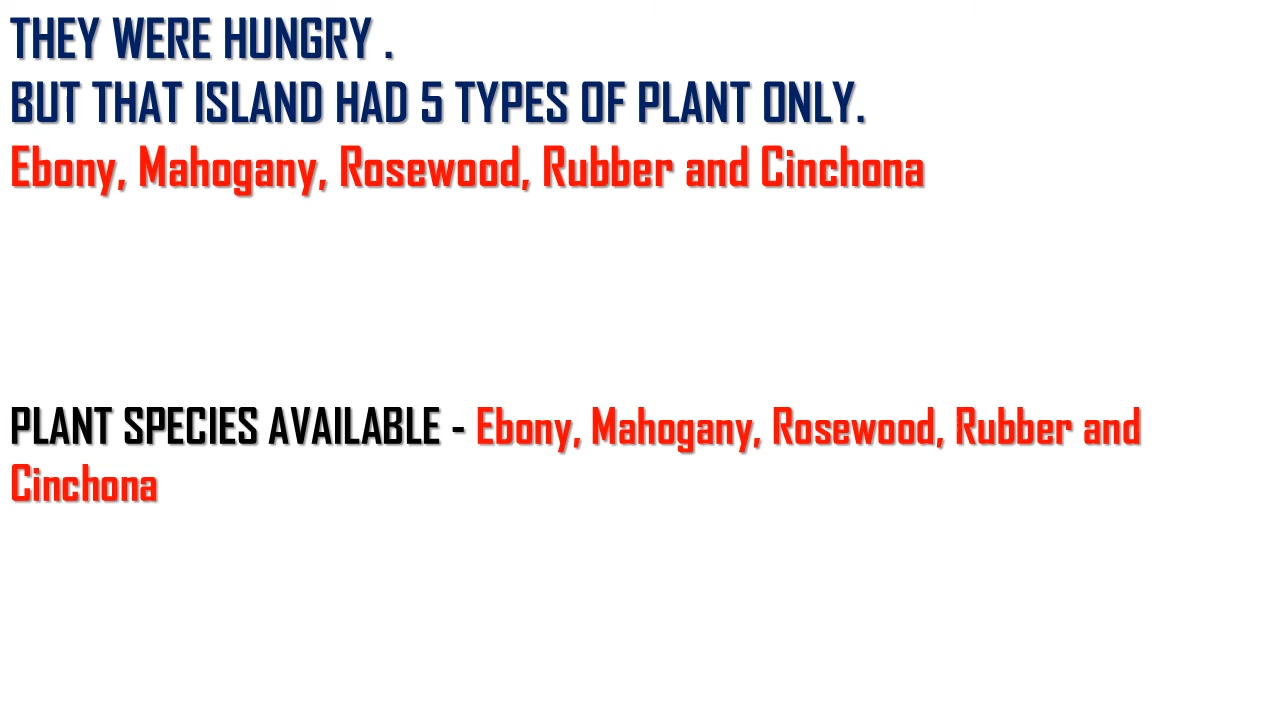 THEY WERE HUNGRY .
BUT THAT ISLAND HAD 5 TYPES OF PLANT ONLY.
Ebony, Mahogany, Rosewood, Rubber and Cinchona
PLANT SPECIES AVAILABLE - Ebony, Mahogany, Rosewood, Rubber and
Cinchona